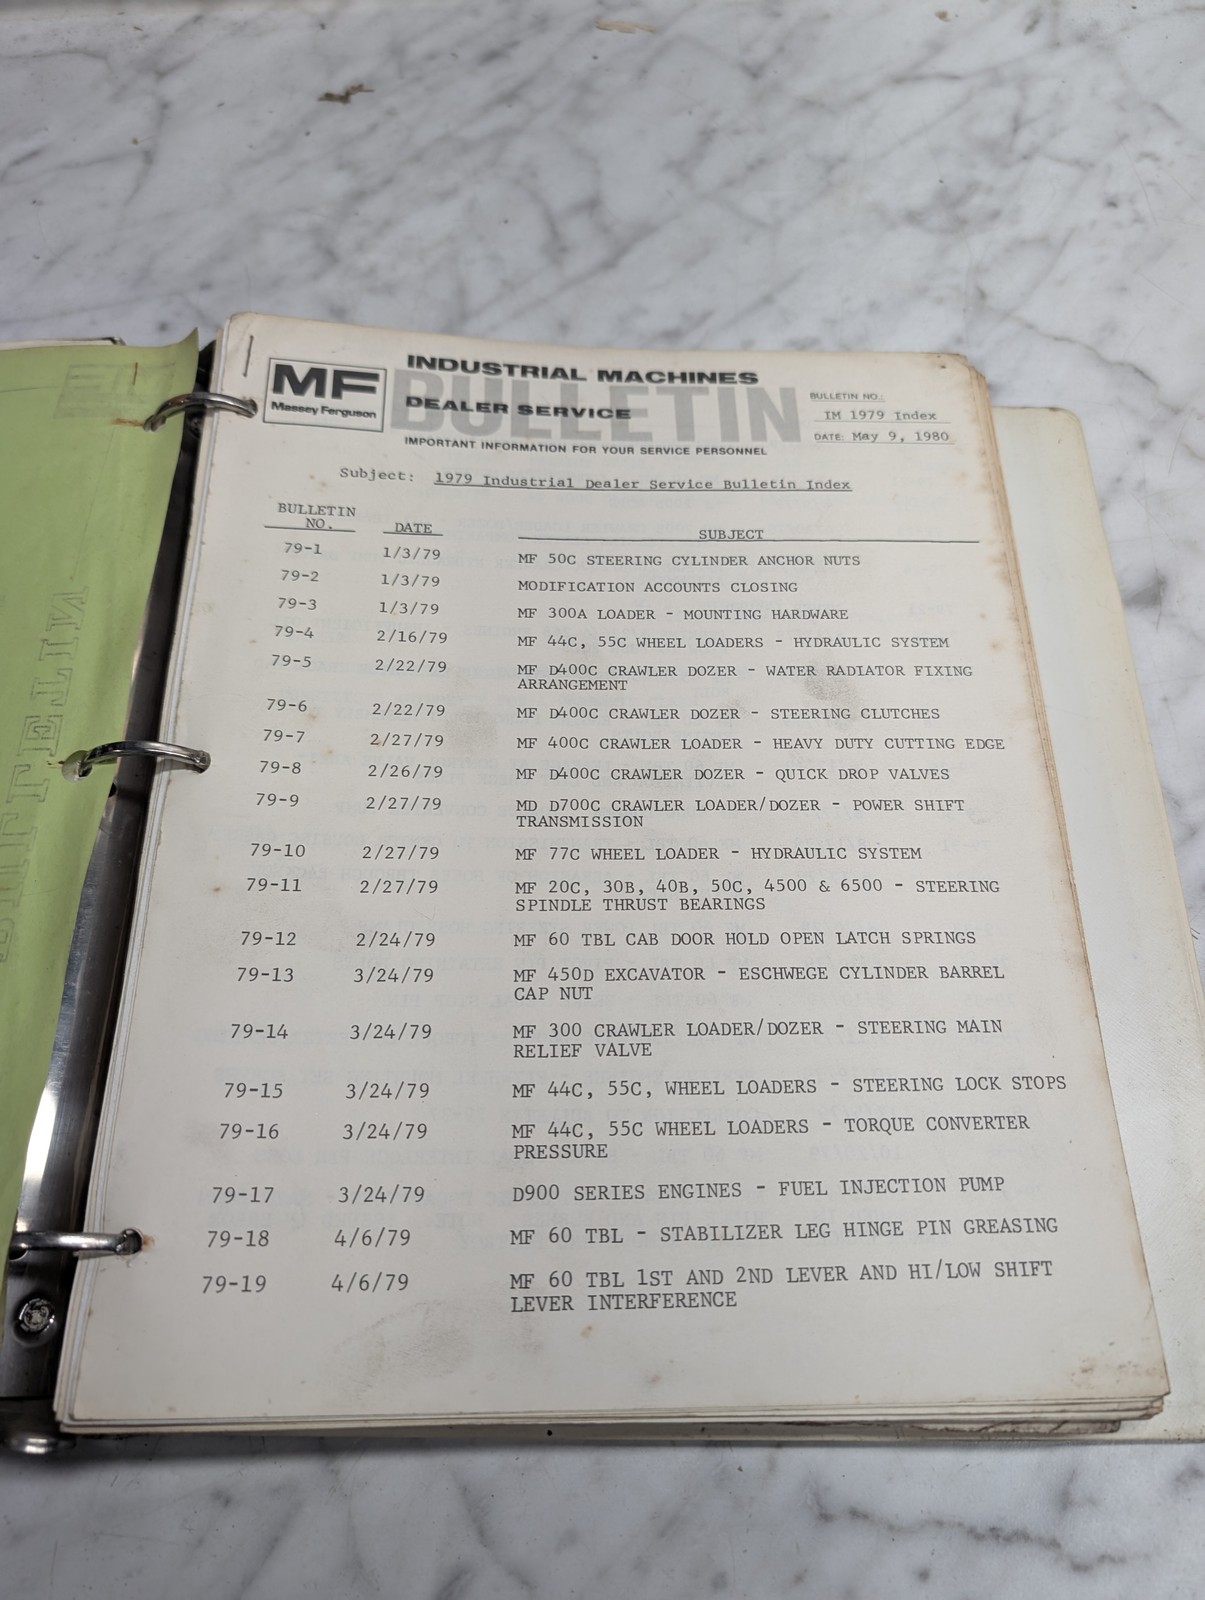 MF
Massey Ferguson
INDUSTRIAL MACHINES
BULLETIN
DEALER SERVICE
IMPORTANT INFORMATION FOR YOUR SERVICE PERSONNEL
BULLETIN NO.:
IM 1979 Index
DATE: May 9, 1980
Subject: 1979 Industrial Dealer Service Bulletin Index
BULLETIN
NO. DATE SUBJECT
79-1 1/3/79 MF 50C STEERING CYLINDER ANCHOR NUTS
79-2 1/3/79 MODIFICATION ACCOUNTS CLOSING
79-3 1/3/79 MF 300A LOADER - MOUNTING HARDWARE
79-4 2/16/79 MF 44C, 55C WHEEL LOADERS - HYDRAULIC SYSTEM
79-5 2/22/79 MF D400C CRAWLER DOZER - WATER RADIATOR FIXING
ARRANGEMENT
79-6 2/22/79 MF D400C CRAWLER DOZER - STEERING CLUTCHES
79-7 2/27/79 MF 400C CRAWLER LOADER - HEAVY DUTY CUTTING EDGE
79-8 2/26/79 MF D400C CRAWLER DOZER - QUICK DROP VALVES
79-9 2/27/79 MD D700C CRAWLER LOADER/DOZER - POWER SHIFT
TRANSMISSION
79-10 2/27/79 MF 77C WHEEL LOADER - HYDRAULIC SYSTEM
79-11 2/27/79 MF 20C, 30B, 40B, 50C, 4500 & 6500 - STEERING
SPINDLE THRUST BEARINGS
79-12 2/24/79 MF 60 TBL CAB DOOR HOLD OPEN LATCH SPRINGS
79-13 3/24/79 MF 450D EXCAVATOR - ESCHWEGE CYLINDER BARREL
CAP NUT
79-14 3/24/79 MF 300 CRAWLER LOADER/DOZER - STEERING MAIN
RELIEF VALVE
79-15 3/24/79 MF 44C, 55C, WHEEL LOADERS - STEERING LOCK STOPS
79-16 3/24/79 MF 44C, 55C WHEEL LOADERS - TORQUE CONVERTER
PRESSURE
79-17 3/24/79 D900 SERIES ENGINES - FUEL INJECTION PUMP
79-18 4/6/79 MF 60 TBL - STABILIZER LEG HINGE PIN GREASING
79-19 4/6/79 MF 60 TBL 1ST AND 2ND LEVER AND HI/LOW SHIFT
LEVER INTERFERENCE